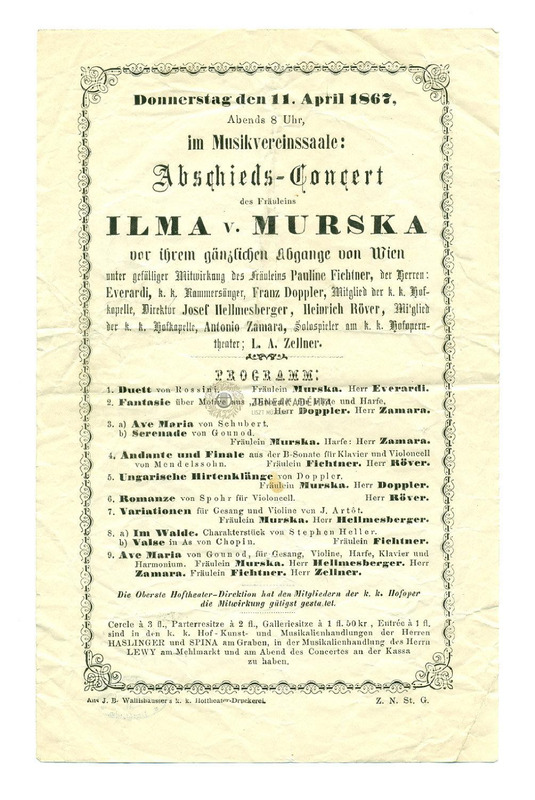 Donnerstag den 11. April 1867,
Abends 8 Uhr,
im Musikvereinssaale:
Abschieds-Concert
des Fräuleins
ILMA v. MURSKA
vor ihrem gänzlichen Abgange von Wien
unter gefälliger Mitwirkung des Fräuleins Pauline Fichtner, der Herren:
Everardi, k. k. Kammersänger, Franz Doppler, Mitglied der k. k. Hof-
kapelle, Direktor Josef Hellmesberger, Heinrich Röver, Mitglied
der k. k. Hofkapelle, Antonio Zamara, Solospieler am k. k. Hofopern-
theater; L. A. Zellner.
PROGRAMM:
1. Duett von Rossini. Fräulein Murska. Herr Everardi.
2. Fantasie über Motive aus für Flöte und Harfe,
Herr Doppler. Herr Zamara.
ZENEAKADÉMIA
3. a) Ave Maria von Schubert.
b) Serenade von Gounod.
Fräulein Murska. Harfe: Herr Zamara.
4. Andante und Finale aus der B-Sonate für Klavier und Violoncell
von Mendelssohn. Fräulein Fichtner. Herr Röver.
5. Ungarische Hirtenklänge von Doppler.
Fräulein Murska. Herr Doppler.
6. Romanze von Spohr für Violoncell. Herr Röver.
7. Variationen für Gesang und Violine von J. Artôt.
Fräulein Murska. Herr Hellmesberger.
8. a) Im Walde. Charakterstück von Stephen Heller.
b) Valse in As von Chopin. Fräulein Fichtner.
9. Ave Maria von Gounod, für Gesang, Violine, Harfe, Klavier und
Harmonium. Fräulein Murska. Herr Hellmesberger. Herr
Zamara. Fräulein Fichtner. Herr Zellner.
Die Oberste Hoftheater-Direktion hat den Mitgliedern der k. k. Hofoper
die Mitwirkung gütigst gestattet.
Cercle à 3 fl., Parterresitze à 2 fl., Galleriesitze à 1 fl. 50 kr., Entrée à 1 fl.
sind in den k. k. Hof-Kunst- und Musikalienhandlungen der Herren
HASLINGER und SPINA am Graben, in der Musikalienhandlung des Herrn
LEWY am Mehlmarkt und am Abend des Concertes an der Kassa
zu haben.
Aus J. B. Wallishausser's k. k. Hoftheater-Druckerei. Z. N. St. G.